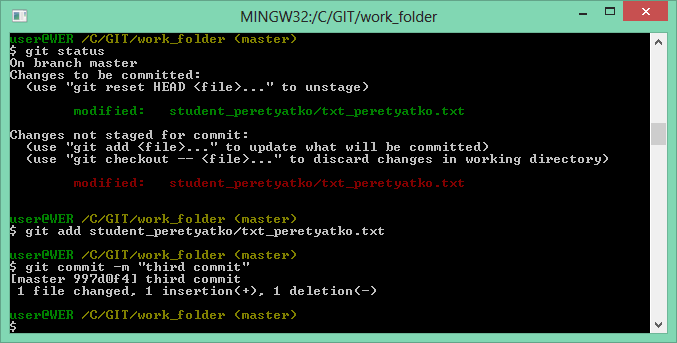 MINGW32:/C/GIT/work_folder
user@WER /C/GIT/work_folder (master)
$ git status
On branch master
Changes to be committed:
  (use "git reset HEAD <file>..." to unstage)
        modified:   student_peretyatko/txt_peretyatko.txt
Changes not staged for commit:
  (use "git add <file>..." to update what will be committed)
  (use "git checkout -- <file>..." to discard changes in working directory)
        modified:   student_peretyatko/txt_peretyatko.txt
user@WER /C/GIT/work_folder (master)
$ git add student_peretyatko/txt_peretyatko.txt
user@WER /C/GIT/work_folder (master)
$ git commit -m "third commit"
[master 997d0f4] third commit
 1 file changed, 1 insertion(+), 1 deletion(-)
user@WER /C/GIT/work_folder (master)
$